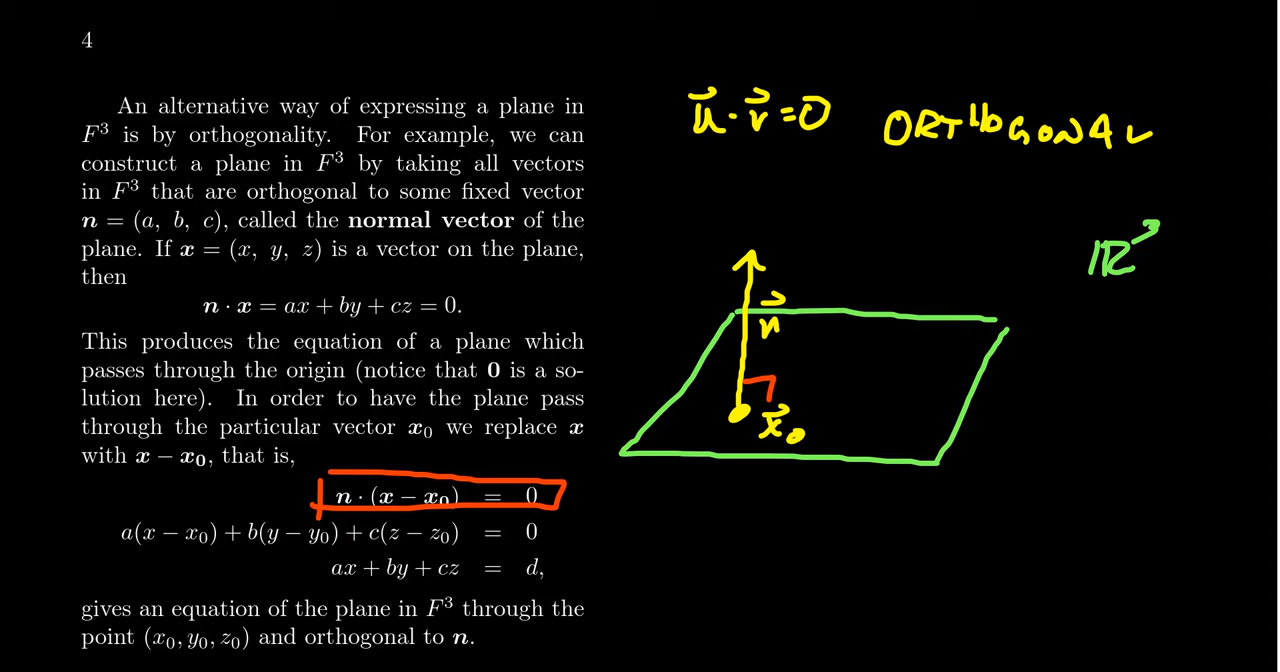 4
An alternative way of expressing a plane in
F³ is by orthogonality. For example, we can
construct a plane in F³ by taking all vectors
in F³ that are orthogonal to some fixed vector
n = (a, b, c), called the normal vector of the
plane. If x = (x, y, z) is a vector on the plane,
then
n · x = ax + by + cz = 0.
This produces the equation of a plane which
passes through the origin (notice that 0 is a so-
lution here). In order to have the plane pass
through the particular vector x₀ we replace x
with x − x₀, that is,
n · (x − x₀) = 0
a(x − x₀) + b(y − y₀) + c(z − z₀) = 0
ax + by + cz = d,
gives an equation of the plane in F³ through the
point (x₀, y₀, z₀) and orthogonal to n.
u⃗ · v⃗ = 0 ORTHOGONAL
ℝ³
n⃗
x⃗₀